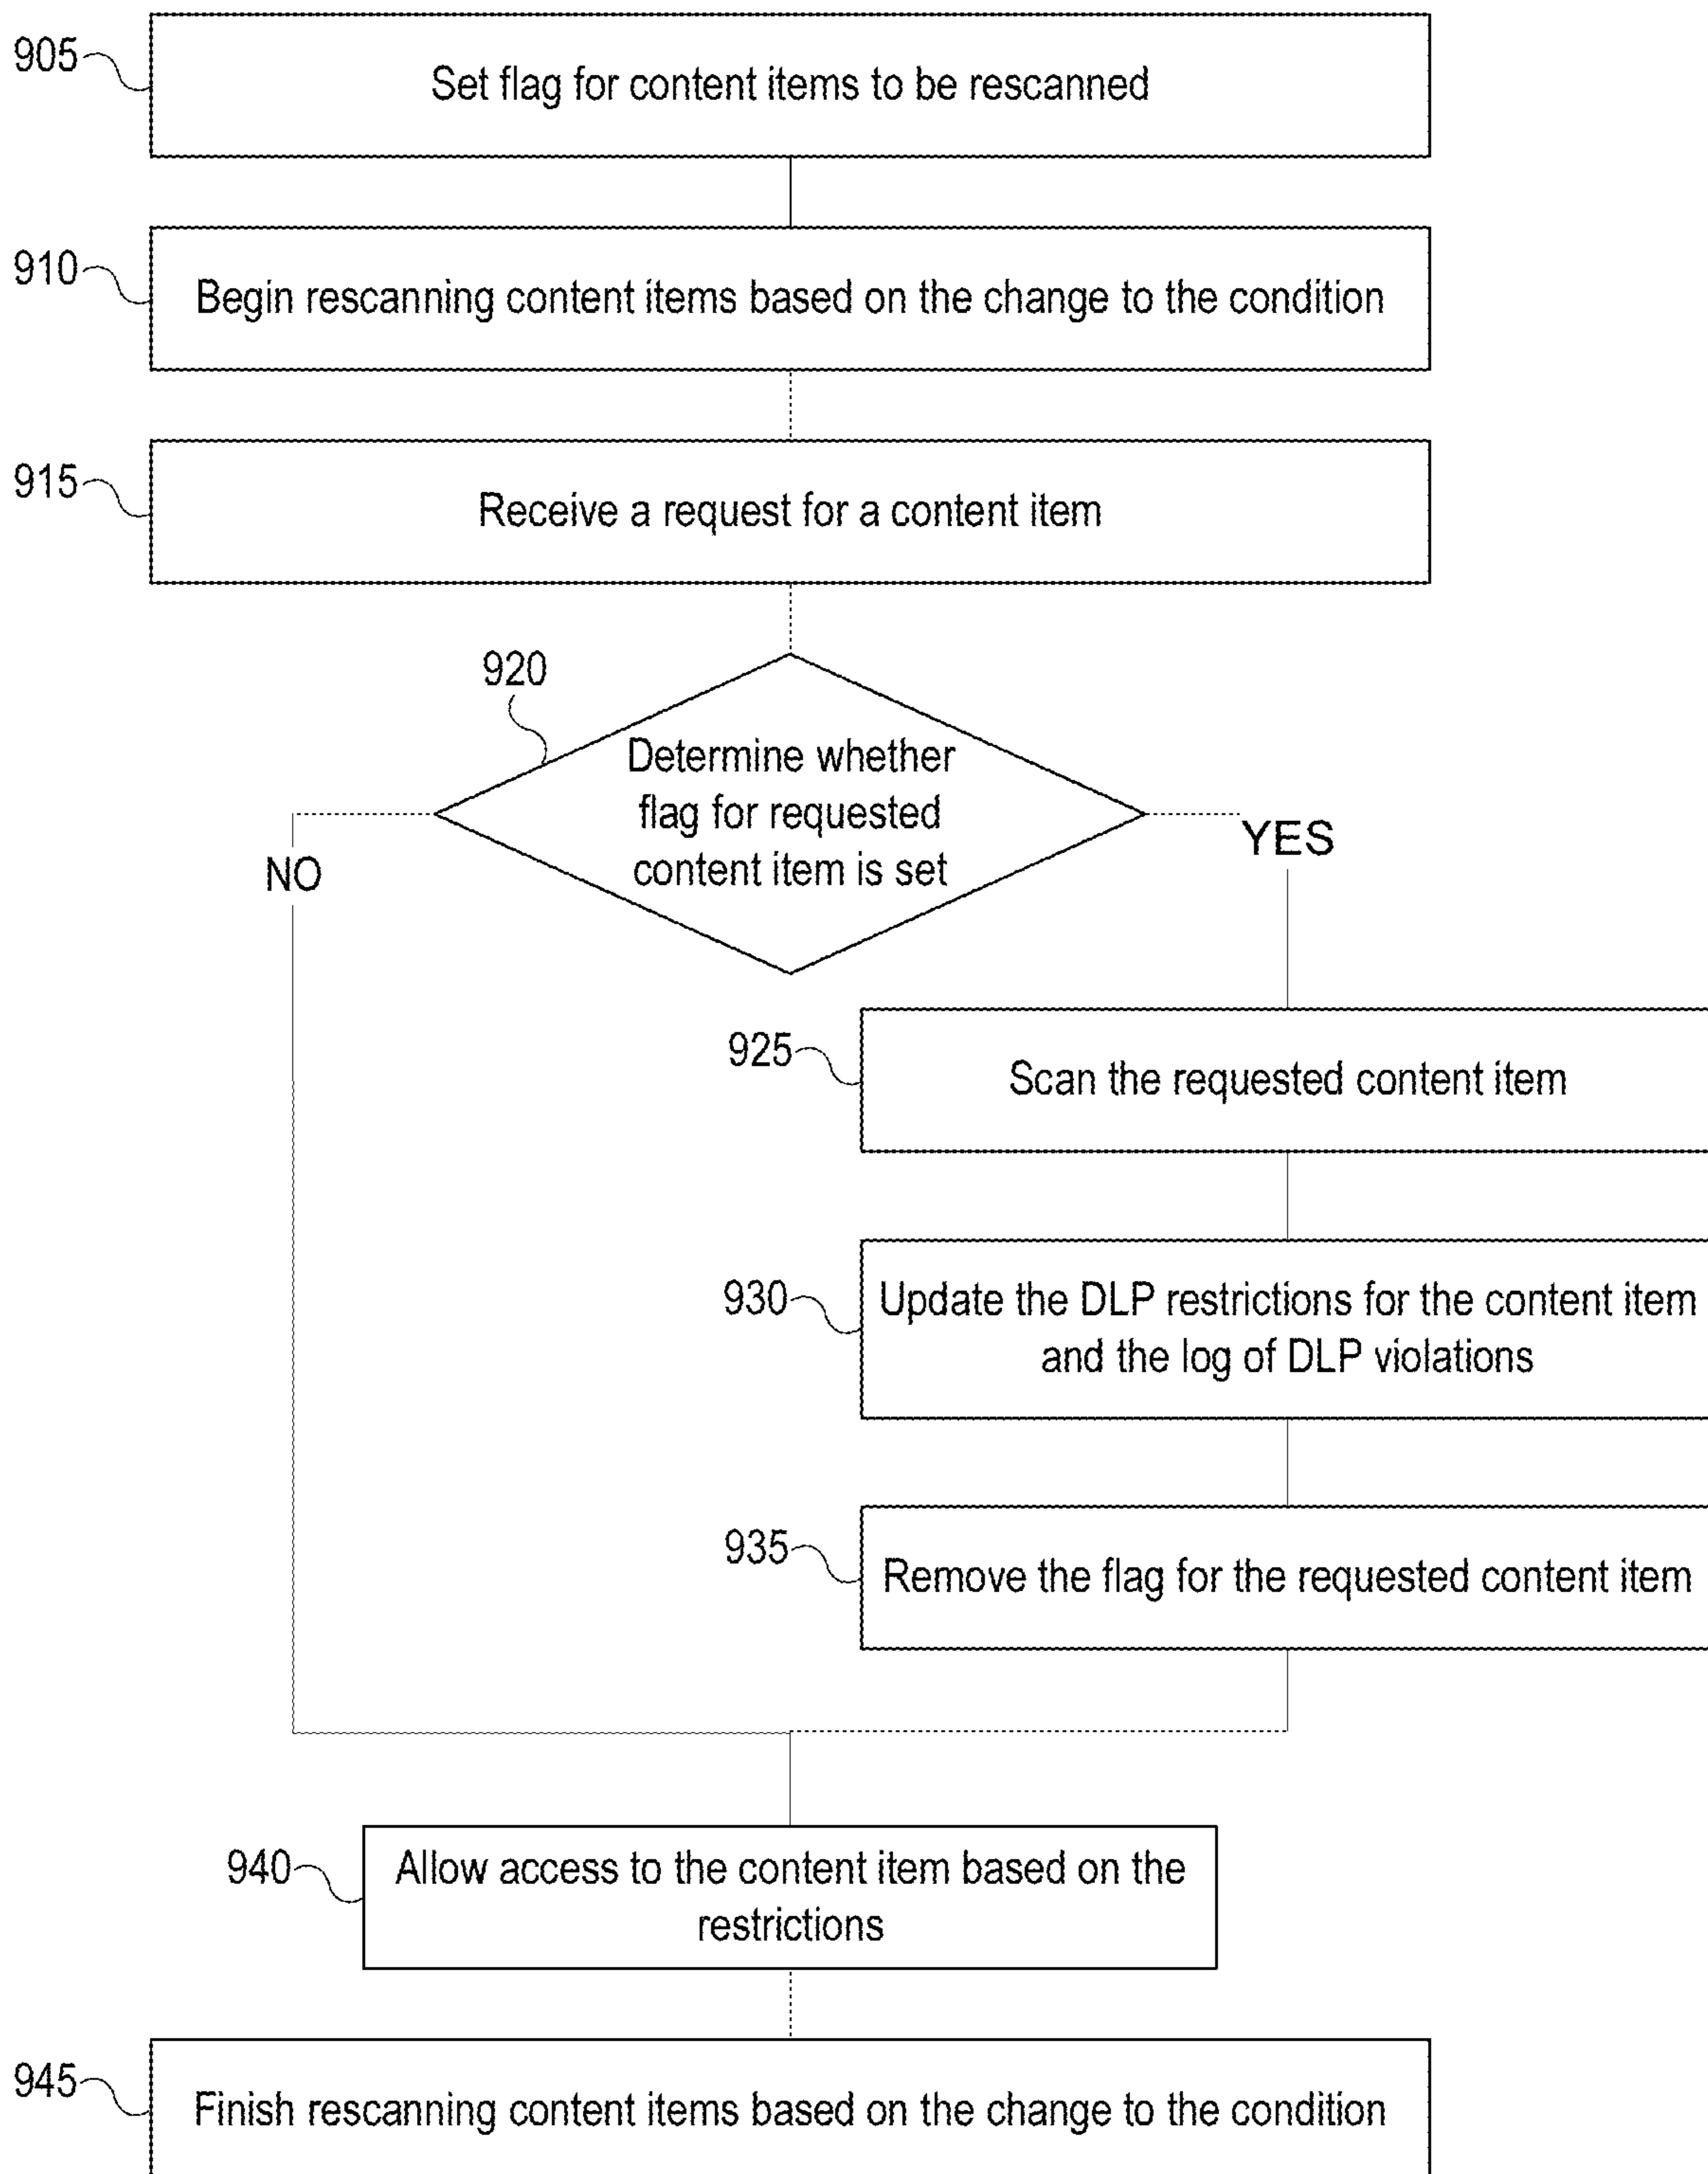 905
Set flag for content items to be rescanned
910
Begin rescanning content items based on the change to the condition
915
Receive a request for a content item
920
Determine whether
flag for requested
content item is set
NO
YES
925
Scan the requested content item
930
Update the DLP restrictions for the content item
and the log of DLP violations
935
Remove the flag for the requested content item
940
Allow access to the content item based on the
restrictions
945
Finish rescanning content items based on the change to the condition